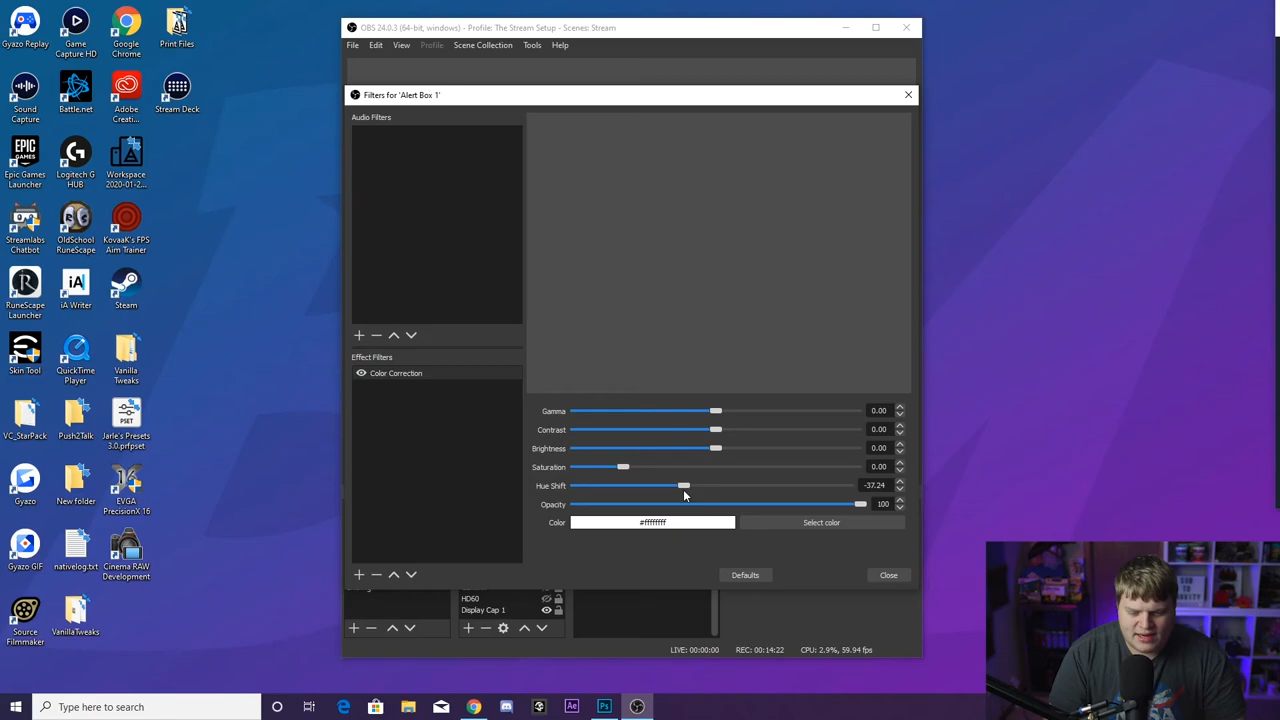 OBS 24.0.3 (64-bit, windows) - Profile: The Stream Setup - Scenes: Stream
File Edit View Profile Scene Collection Tools Help
Filters for 'Alert Box 1'
Audio Filters
Effect Filters
Color Correction
Gamma 0.00
Contrast 0.00
Brightness 0.00
Saturation 0.00
Hue Shift -37.24
Opacity 100
Color #ffffffff Select color
Defaults Close
HD60
Display Cap 1
LIVE: 00:00:00 REC: 00:14:22 CPU: 2.9%, 59.94 fps
Gyazo Replay
Game Capture HD
Google Chrome
Print Files
Sound Capture
Battle.net
Adobe Creati...
Stream Deck
Epic Games Launcher
Logitech G HUB
Workspace 2020-01-2...
Streamlabs Chatbot
OldSchool RuneScape
KovaaK's FPS Aim Trainer
RuneScape Launcher
iA Writer
Steam
Skin Tool
QuickTime Player
Vanilla Tweaks
VC_StarPack
Push2Talk
PSET
Jarle's Presets 3.0.prfpset
Gyazo
New folder
EVGA PrecisionX 16
Gyazo GIF
nativelog.txt
Cinema RAW Development
Source Filmmaker
VanillaTweaks
Type here to search
Ae
Ps